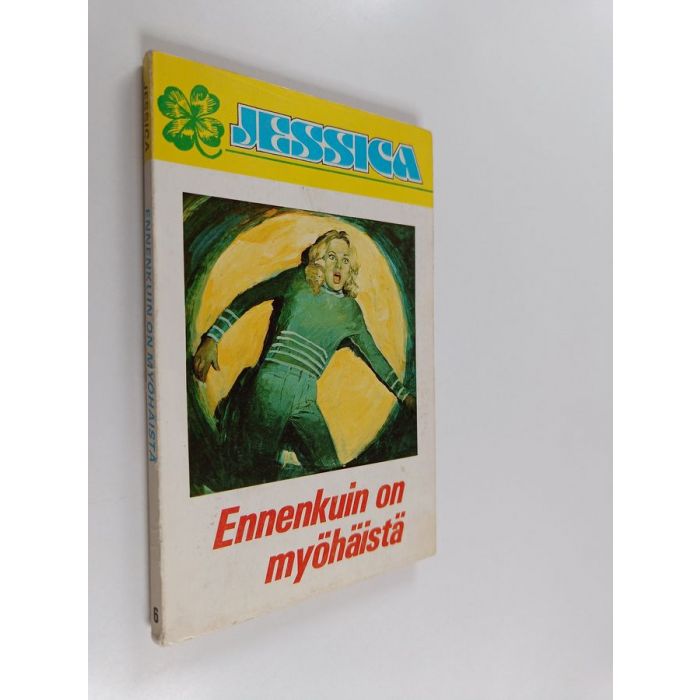 JESSICA
Ennenkuin on
myöhäistä
JESSICA
ENNENKUIN ON MYÖHÄISTÄ
6